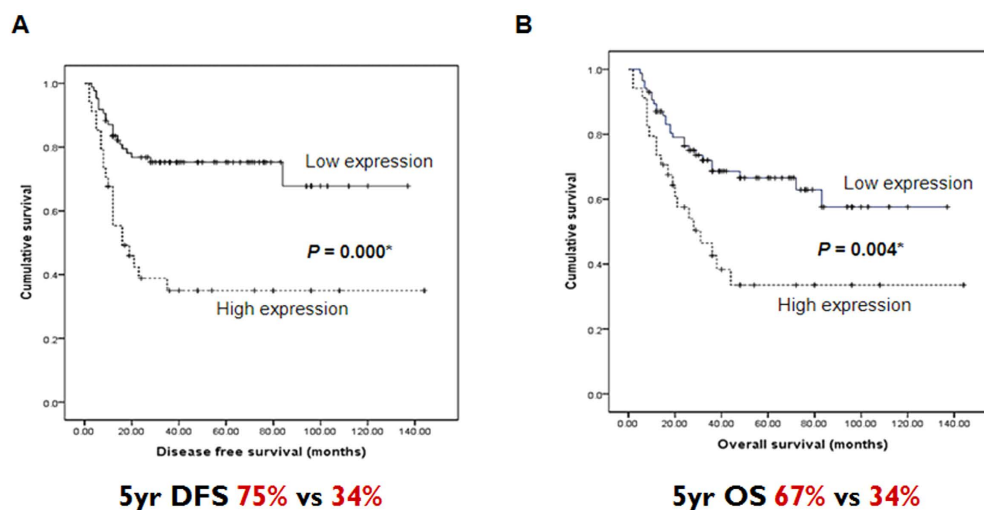 A
Cumulative survival
1.0
0.8
0.6
0.4
0.2
0.0
Low expression
P = 0.000*
High expression
0.00 20.00 40.00 60.00 80.00 100.00 120.00 140.00
Disease free survival (months)
5yr DFS 75% vs 34%
B
Cumulative survival
1.0
0.8
0.6
0.4
0.2
0.0
Low expression
P = 0.004*
High expression
0.00 20.00 40.00 60.00 80.00 100.00 120.00 140.00
Overall survival (months)
5yr OS 67% vs 34%